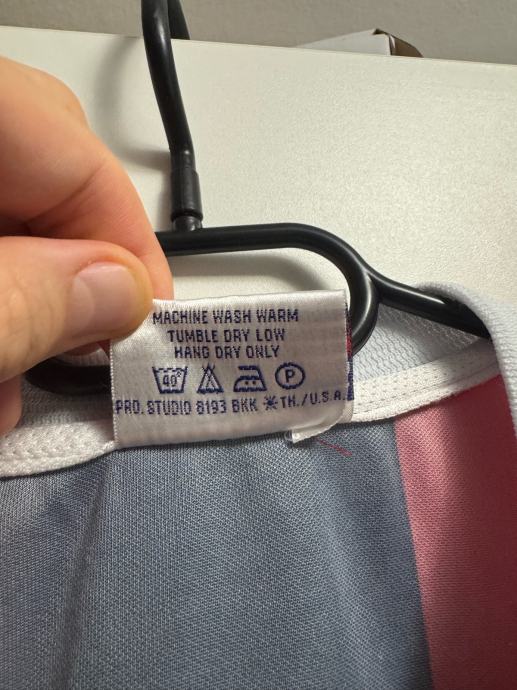 MACHINE WASH WARM
TUMBLE DRY LOW
HANG DRY ONLY
40° P
PRO. STUDIO 8193 BKK ✳ TH./U.S.A.